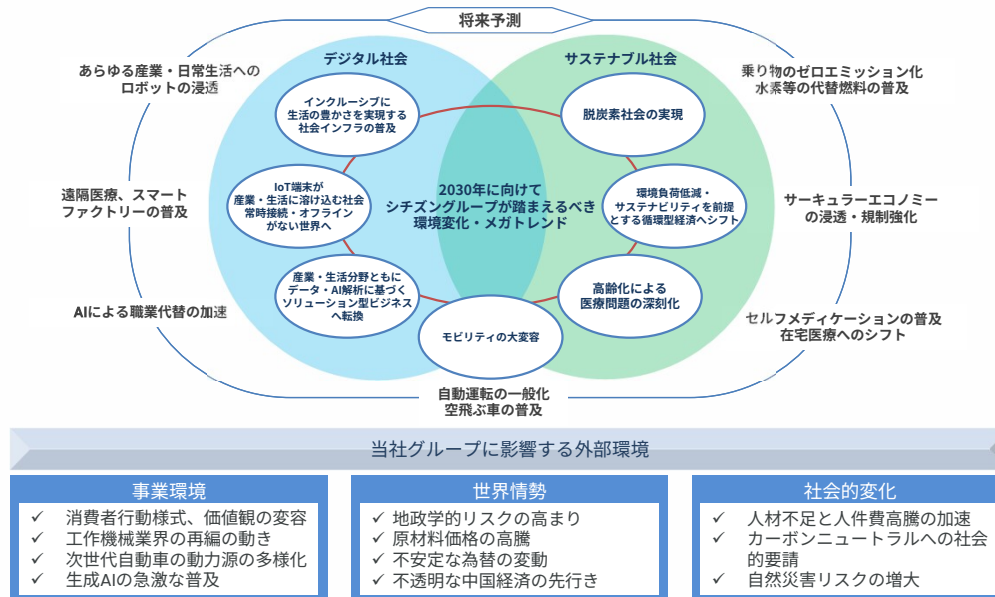 将来予測
デジタル社会
サステナブル社会
あらゆる産業・日常生活への
ロボットの浸透
遠隔医療、スマート
ファクトリーの普及
AIによる職業代替の加速
インクルーシブに
生活の豊かさを実現する
社会インフラの普及
IoT端末が
産業・生活に溶け込む社会
常時接続・オフライン
がない世界へ
産業・生活分野ともに
データ・AI解析に基づく
ソリューション型ビジネス
へ転換
2030年に向けて
シチズングループが踏まえるべき
環境変化・メガトレンド
モビリティの大変容
自動運転の一般化
空飛ぶ車の普及
脱炭素社会の実現
環境負荷低減・
サステナビリティを前提
とする循環型経済へシフト
高齢化による
医療問題の深刻化
乗り物のゼロエミッション化
水素等の代替燃料の普及
サーキュラーエコノミー
の浸透・規制強化
セルフメディケーションの普及
在宅医療へのシフト
当社グループに影響する外部環境
事業環境
✓ 消費者行動様式、価値観の変容
✓ 工作機械業界の再編の動き
✓ 次世代自動車の動力源の多様化
✓ 生成AIの急激な普及
世界情勢
✓ 地政学的リスクの高まり
✓ 原材料価格の高騰
✓ 不安定な為替の変動
✓ 不透明な中国経済の先行き
社会的変化
✓ 人材不足と人件費高騰の加速
✓ カーボンニュートラルへの社会
的要請
✓ 自然災害リスクの増大